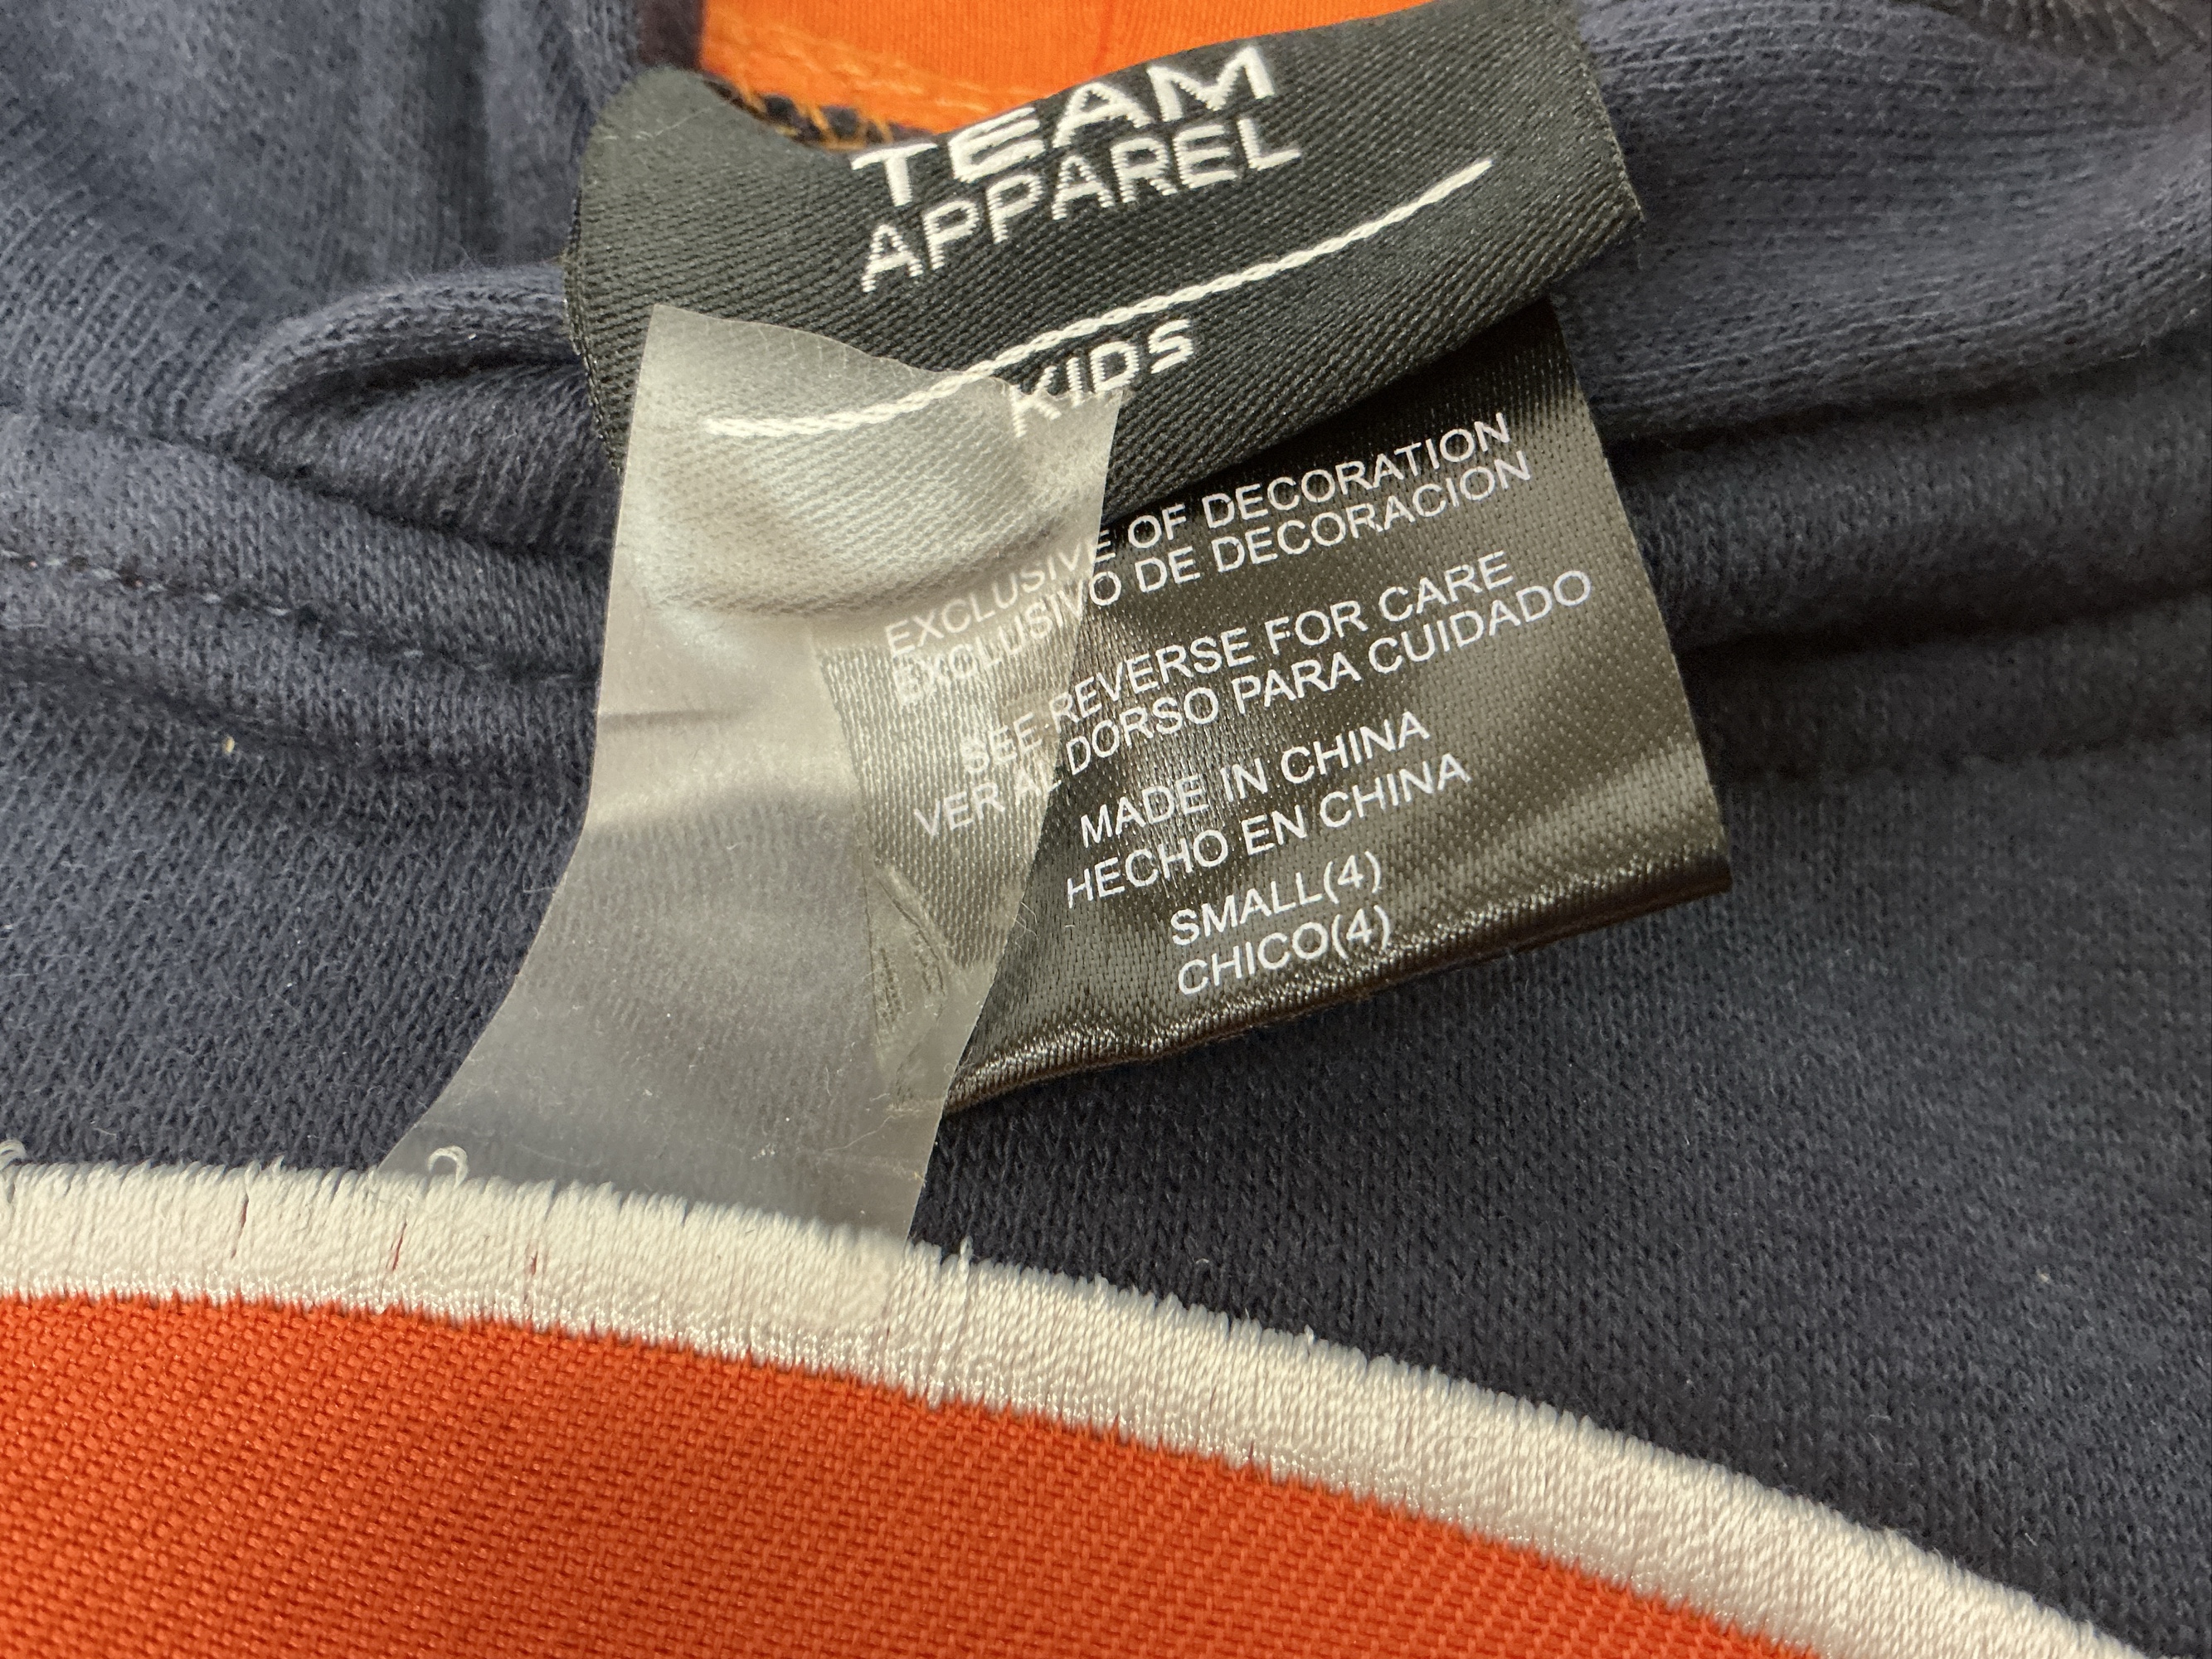 TEAM
APPAREL
KIDS
EXCLUSIVE OF DECORATION
EXCLUSIVO DE DECORACION
SEE REVERSE FOR CARE
VER AL DORSO PARA CUIDADO
MADE IN CHINA
HECHO EN CHINA
SMALL(4)
CHICO(4)